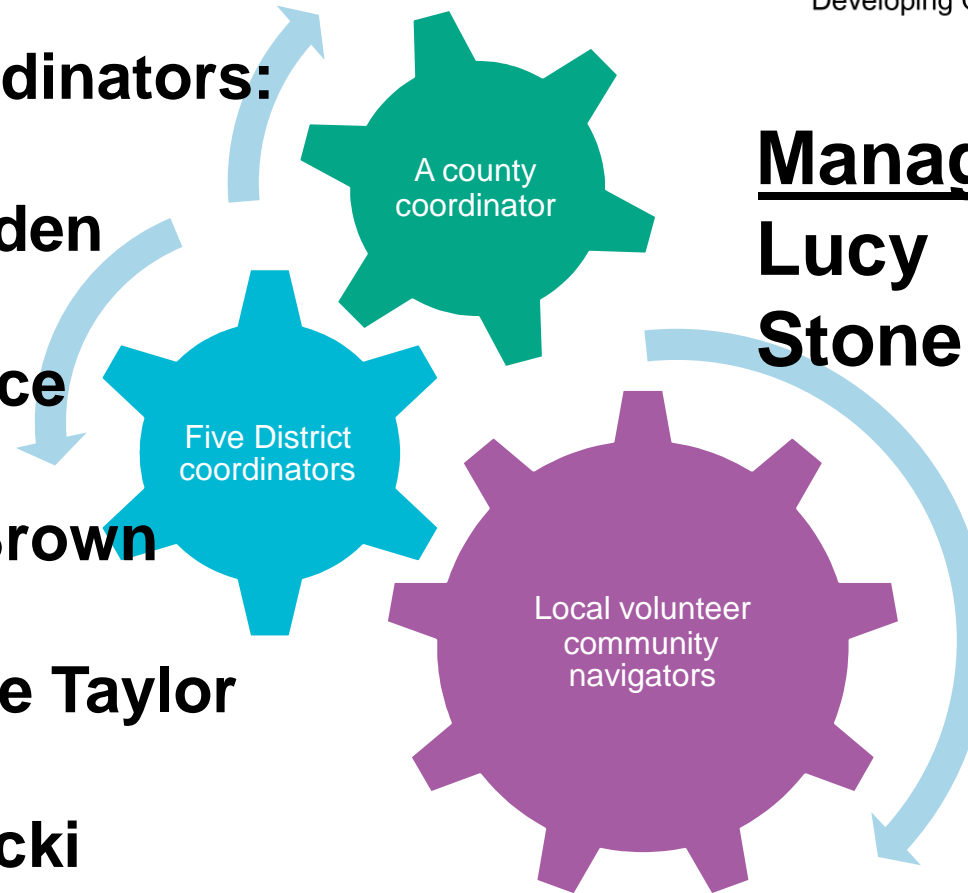 Developing
dinators:
den
ce
Brown
e Taylor
cki
A county
coordinator
Five District
coordinators
Local volunteer
community
navigators
Manag
Lucy
Stone